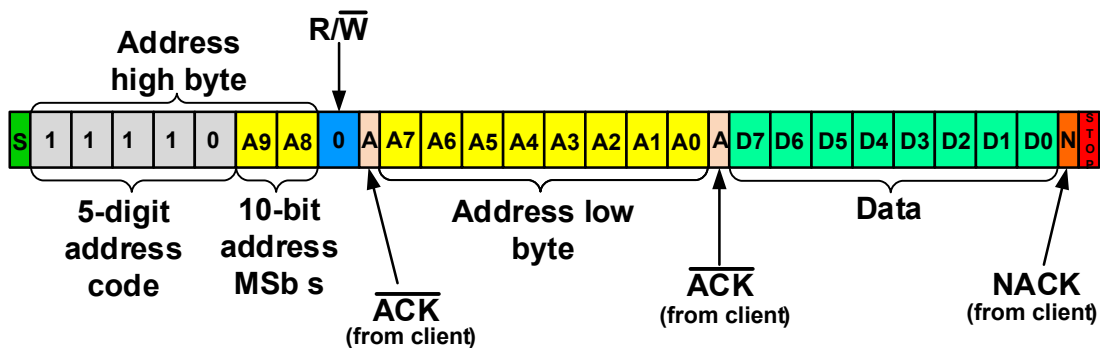 R/W
Address
high byte
S 1 1 1 1 0 A9 A8 0 A A7 A6 A5 A4 A3 A2 A1 A0 A D7 D6 D5 D4 D3 D2 D1 D0 N STOP
5-digit
address
code
10-bit
address
MSb s
Address low
byte
Data
ACK
(from client)
ACK
(from client)
NACK
(from client)